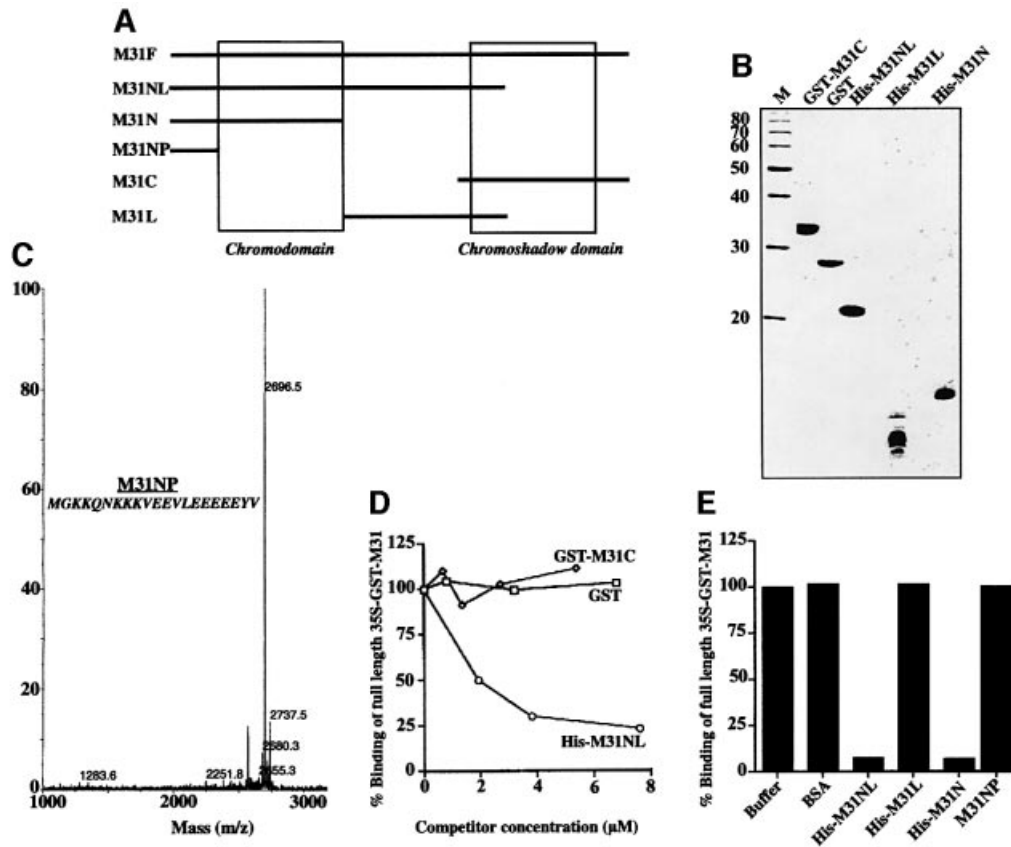 A
M31F
M31NL
M31N
M31NP
M31C
M31L
Chromodomain
Chromoshadow domain
B
M
GST-M31C
GST
His-M31NL
His-M31L
His-M31N
80
70
60
50
40
30
20
C
100
80
60
40
20
0
2696.5
M31NP
MGKKQNKKKVEEVLEEEEEYV
2737.5
2680.3
2655.3
2251.8
1283.6
1000
2000
3000
Mass (m/z)
D
% Binding of full length 35S-GST-M31
125
100
75
50
25
0
GST-M31C
GST
His-M31NL
0
2
4
6
8
Competitor concentration (µM)
E
% Binding of full length 35S-GST-M31
125
100
75
50
25
0
Buffer
BSA
His-M31NL
His-M31L
His-M31N
M31NP